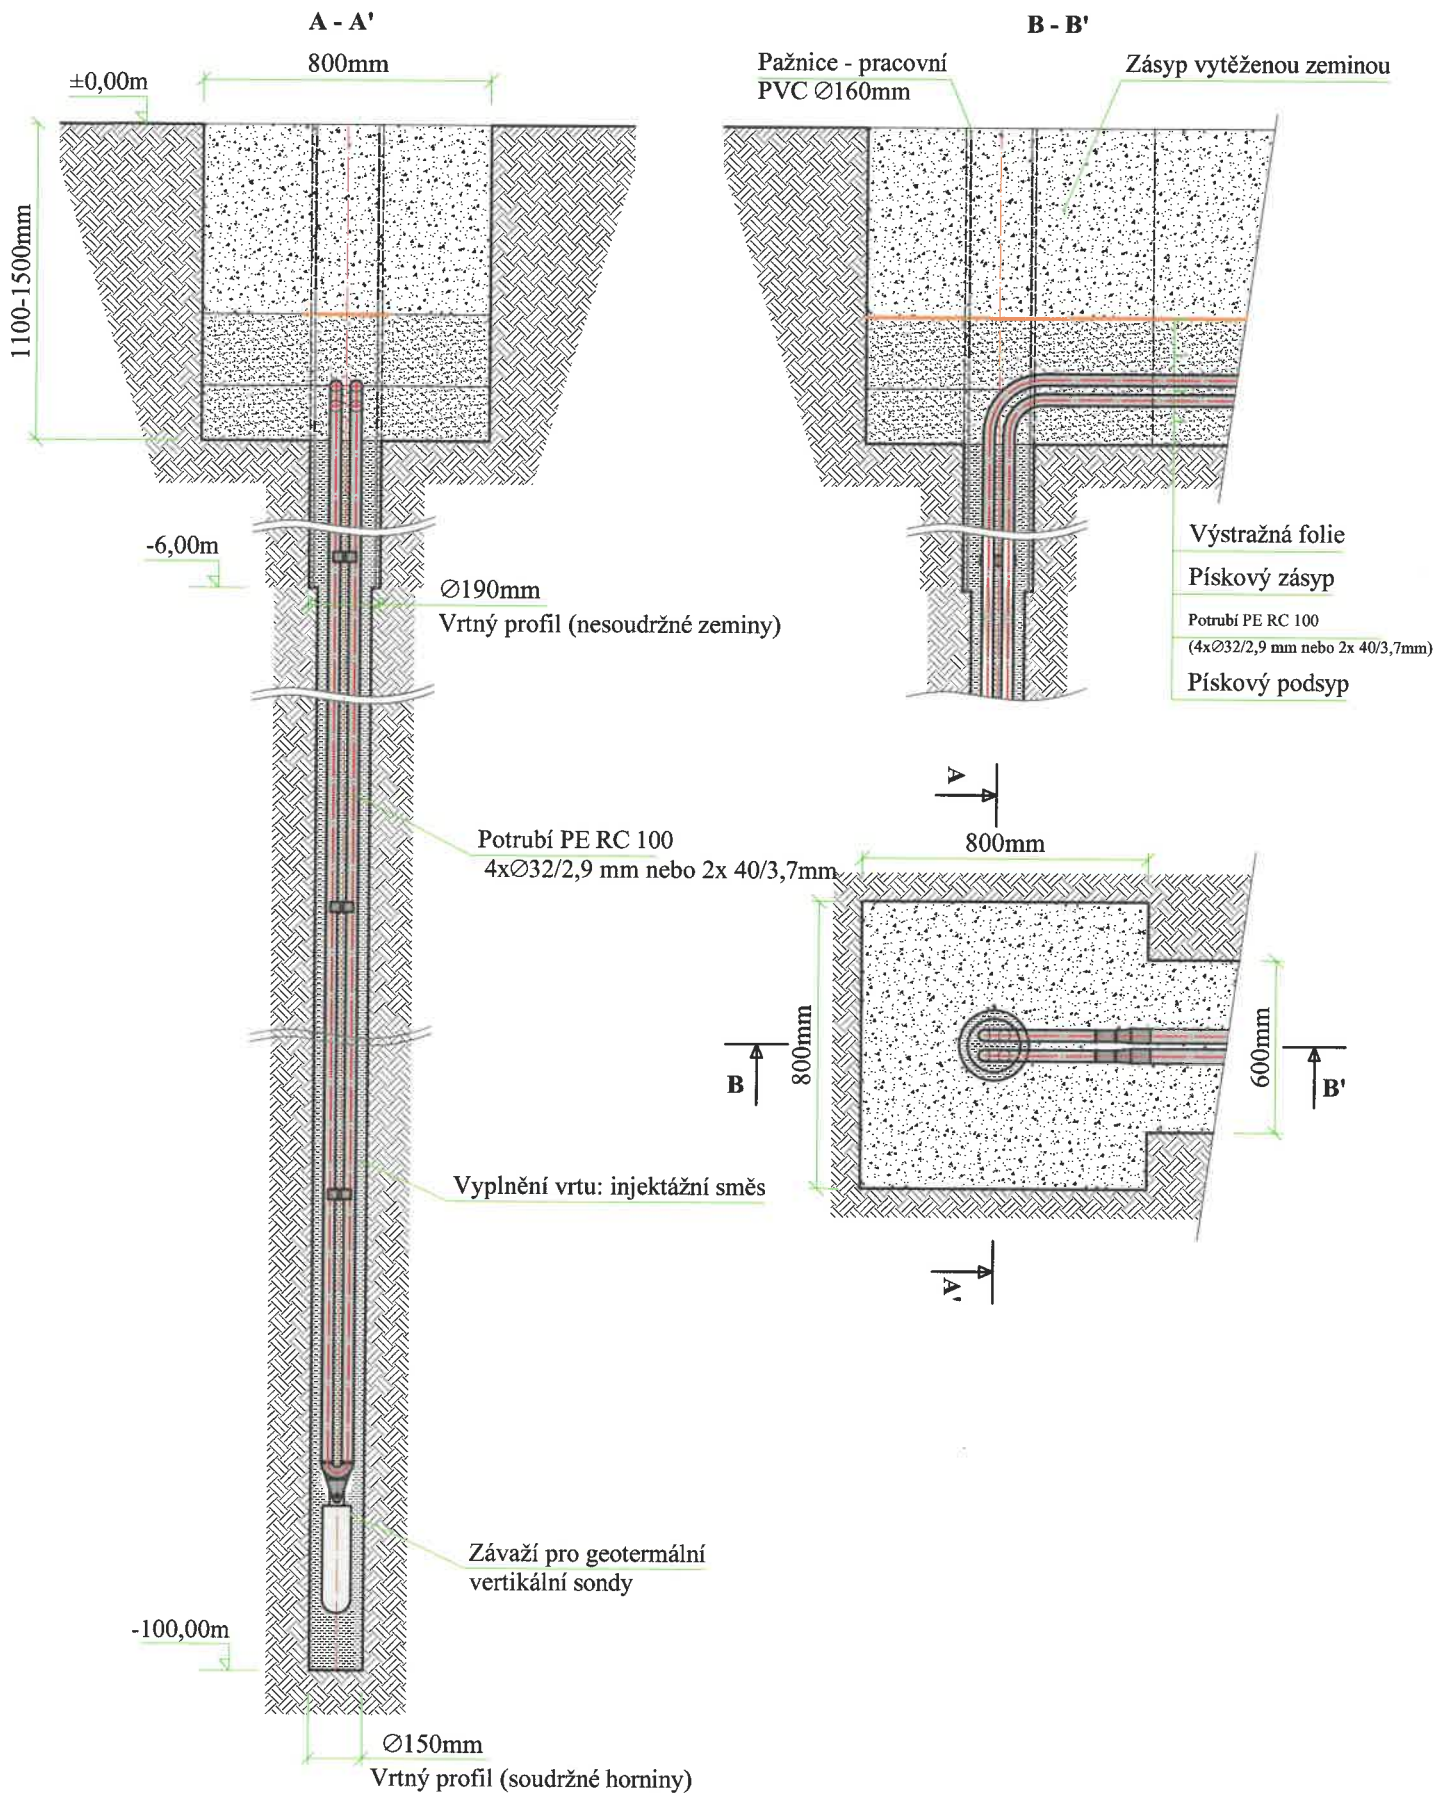 A - A'
B - B'
±0,00m
800mm
Pažnice - pracovní
PVC ∅160mm
Zásyp vytěženou zeminou
1100-1500mm
-6,00m
∅190mm
Vrtný profil (nesoudržné zeminy)
Výstražná folie
Pískový zásyp
Potrubí PE RC 100
(4x∅32/2,9 mm nebo 2x 40/3,7mm)
Pískový podsyp
Potrubí PE RC 100
4x∅32/2,9 mm nebo 2x 40/3,7mm
A
800mm
800mm
600mm
B
B'
A'
Vyplnění vrtu: injektážní směs
Závaží pro geotermální
vertikální sondy
-100,00m
∅150mm
Vrtný profil (soudržné horniny)